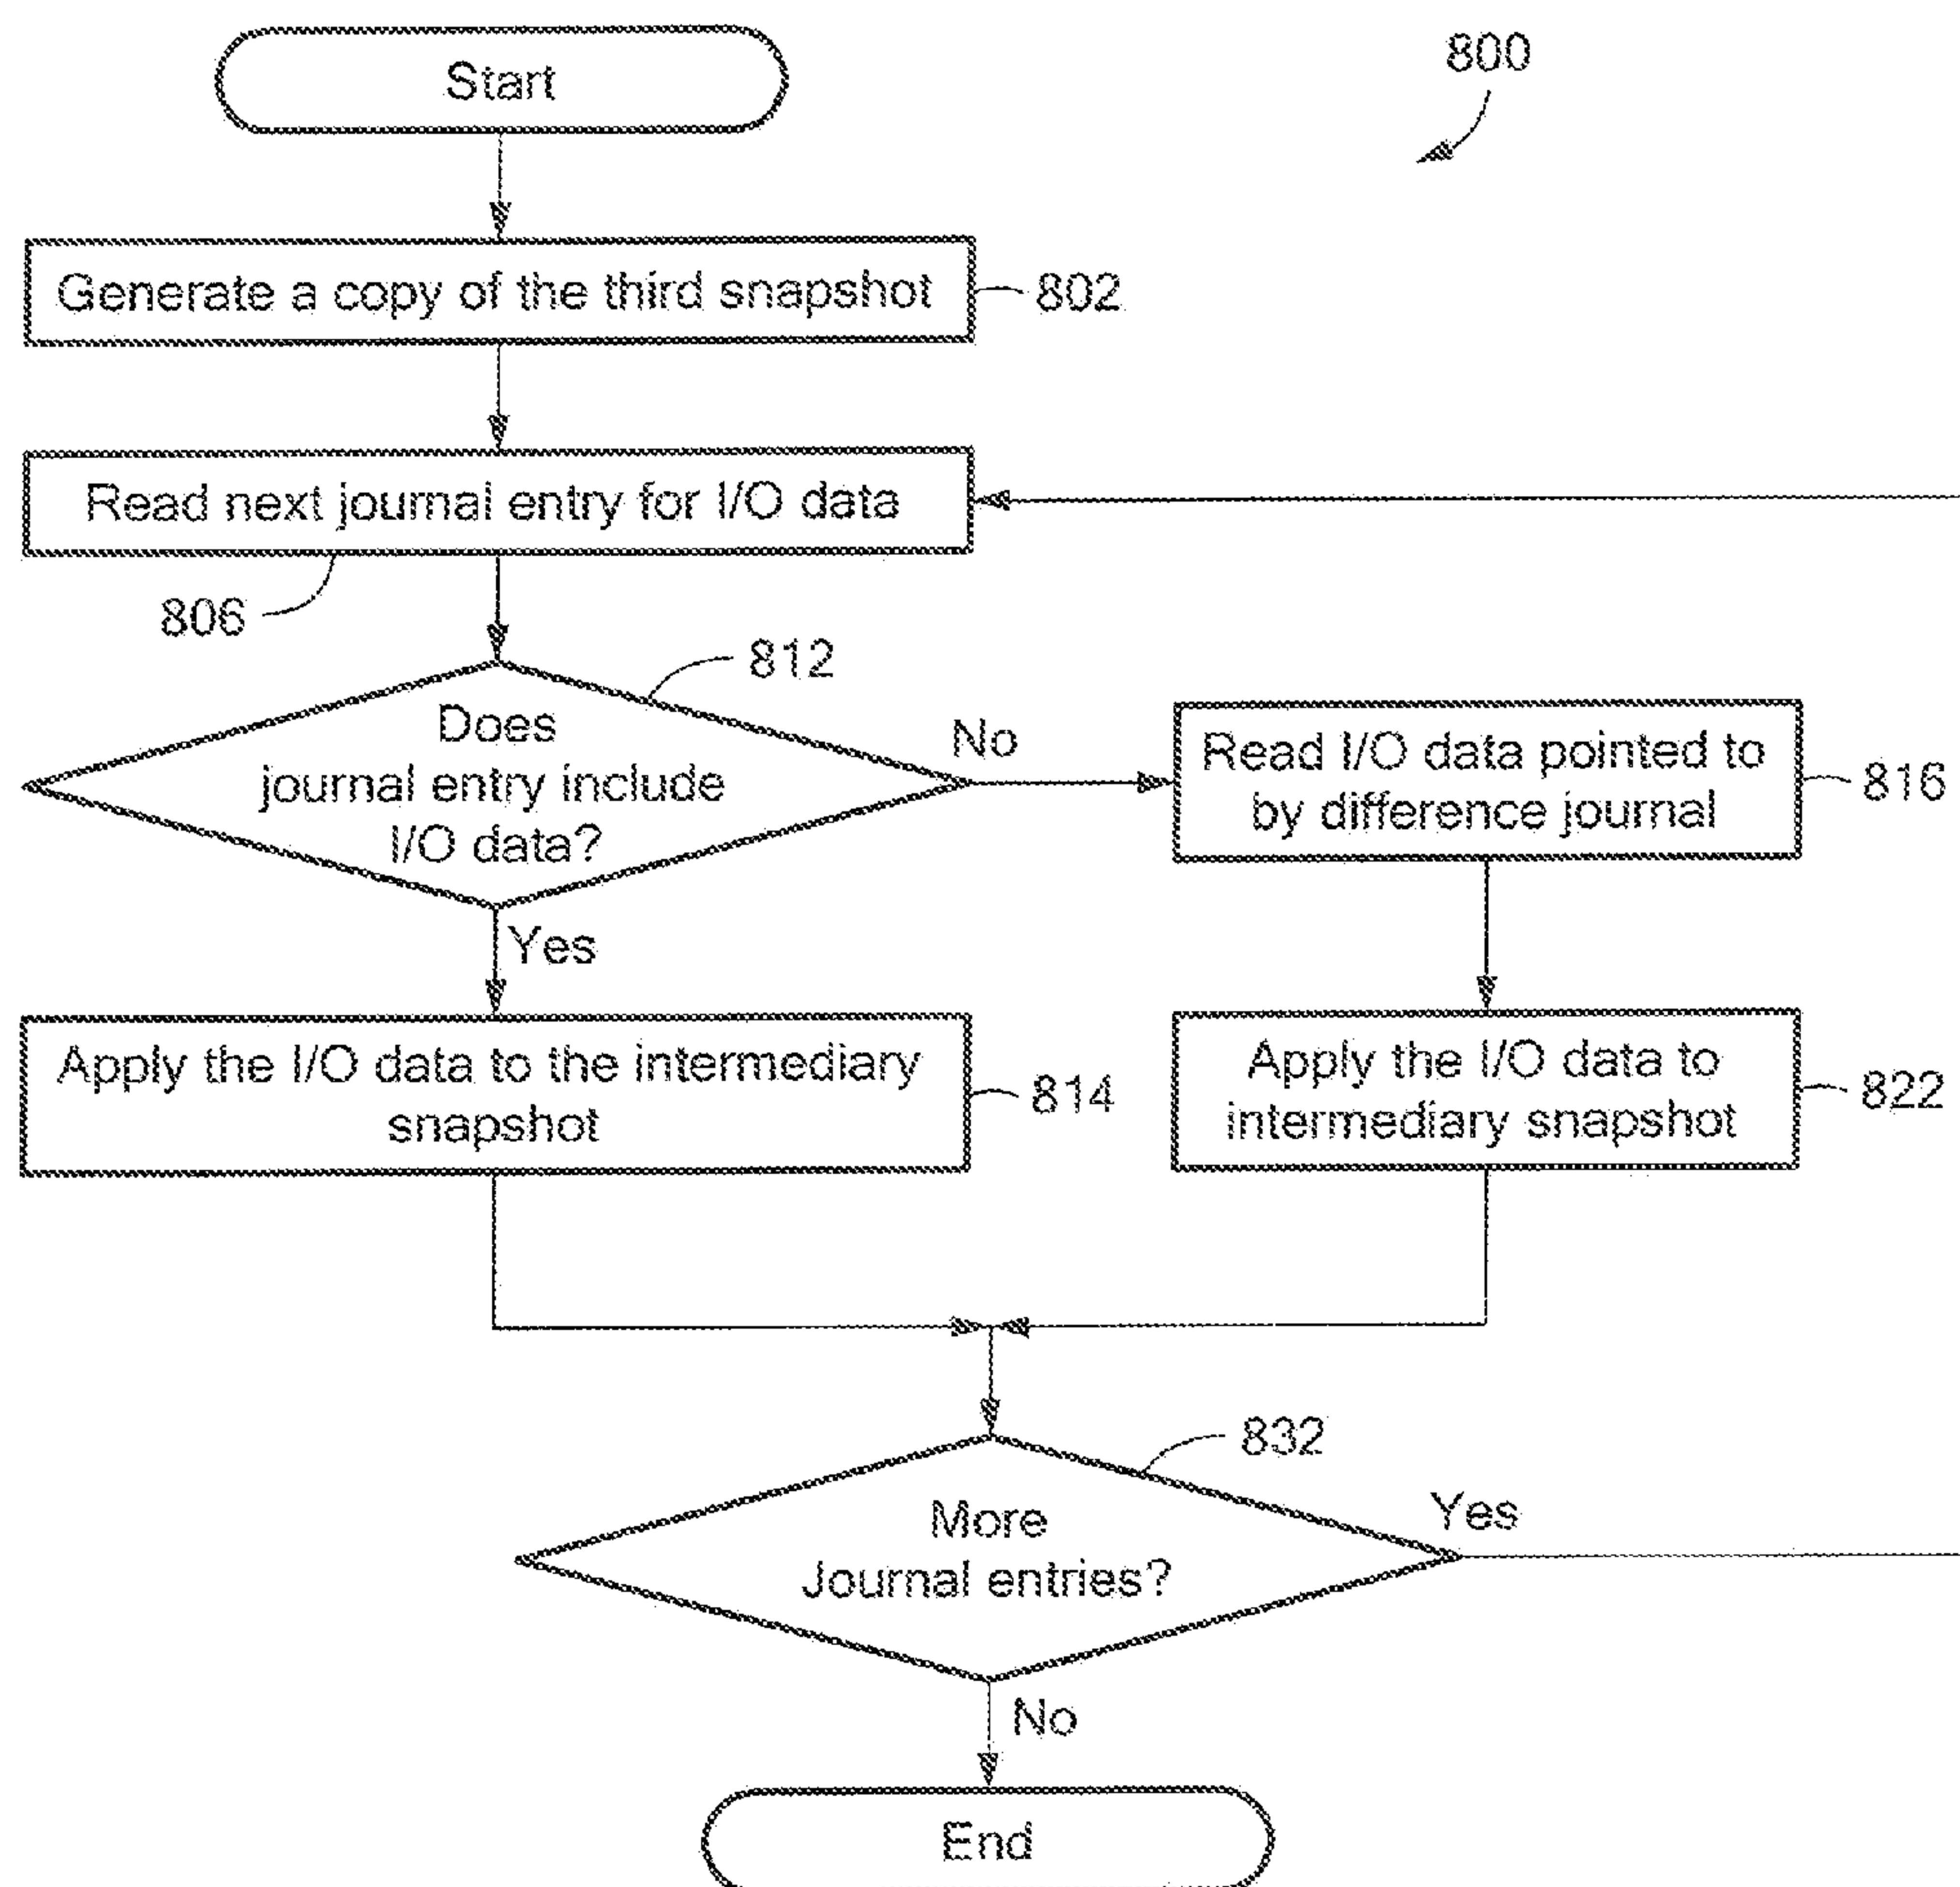 Start
800
Generate a copy of the third snapshot
802
Read next journal entry for I/O data
806
812
Does
journal entry include
I/O data?
No
Read I/O data pointed to
by difference journal
816
Yes
Apply the I/O data to the intermediary
snapshot
814
Apply the I/O data to
intermediary snapshot
822
832
More
Journal entries?
Yes
No
End